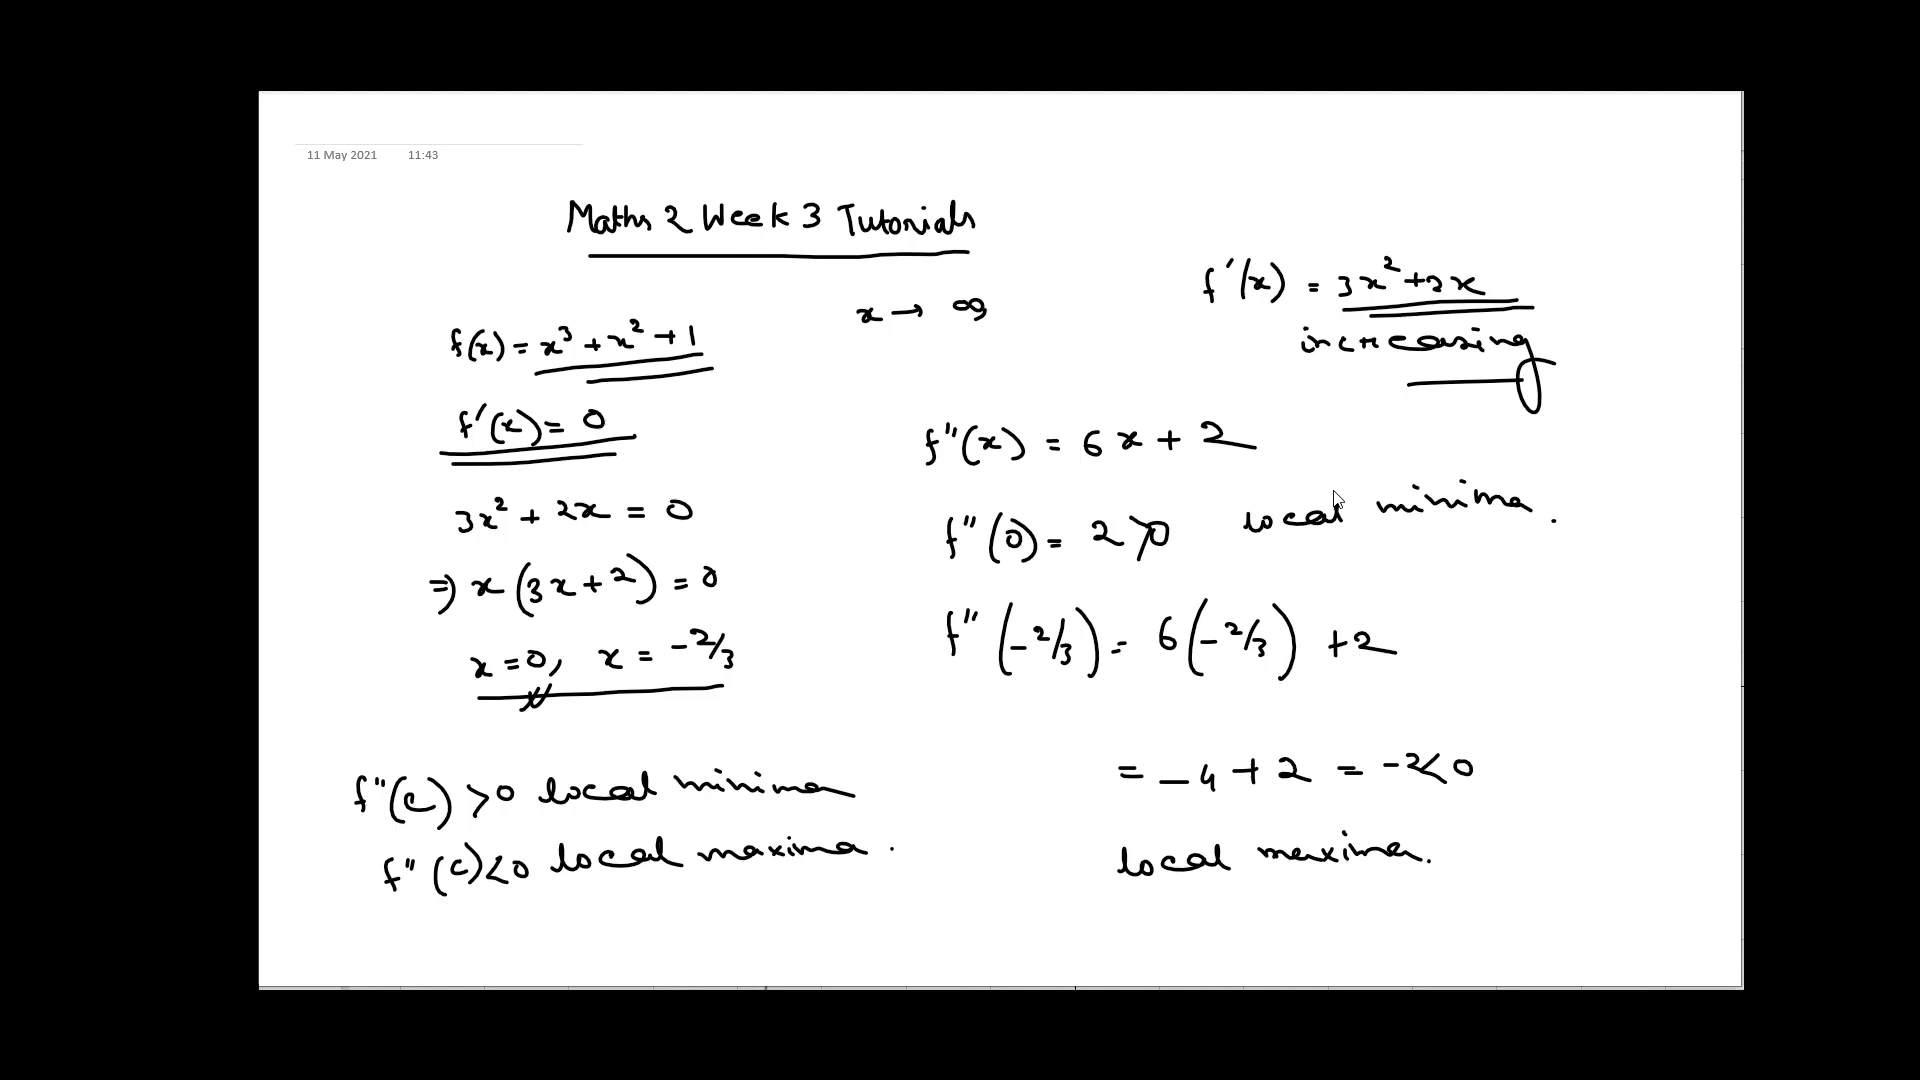 11 May 2021 11:43
Maths 2 Week 3 Tutorials
x → ∞
f(x) = x³ + x² + 1
f'(x) = 0
3x² + 2x = 0
⇒ x(3x + 2) = 0
x = 0, x = -2/3
f''(c) > 0 local minima
f''(c) < 0 local maxima.
f'(x) = 3x² + 2x
increasing
f''(x) = 6x + 2
f''(0) = 2 > 0 local minima.
f''(-2/3) = 6(-2/3) + 2
= -4 + 2 = -2 < 0
local maxima.